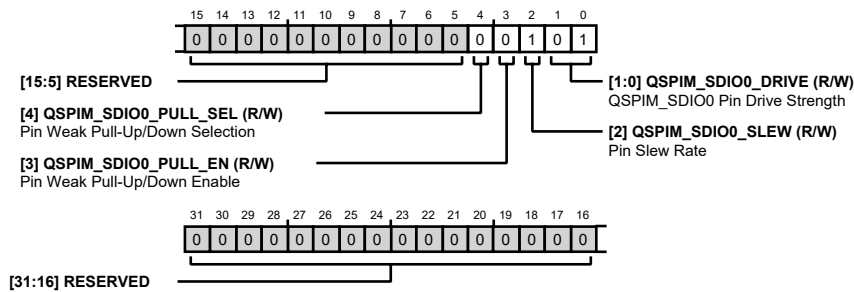 15 14 13 12 11 10 9 8 7 6 5 4 3 2 1 0
0 0 0 0 0 0 0 0 0 0 0 0 0 1 0 1
[15:5] RESERVED
[1:0] QSPIM_SDIO0_DRIVE (R/W)
QSPIM_SDIO0 Pin Drive Strength
[4] QSPIM_SDIO0_PULL_SEL (R/W)
Pin Weak Pull-Up/Down Selection
[2] QSPIM_SDIO0_SLEW (R/W)
Pin Slew Rate
[3] QSPIM_SDIO0_PULL_EN (R/W)
Pin Weak Pull-Up/Down Enable
31 30 29 28 27 26 25 24 23 22 21 20 19 18 17 16
0 0 0 0 0 0 0 0 0 0 0 0 0 0 0 0
[31:16] RESERVED